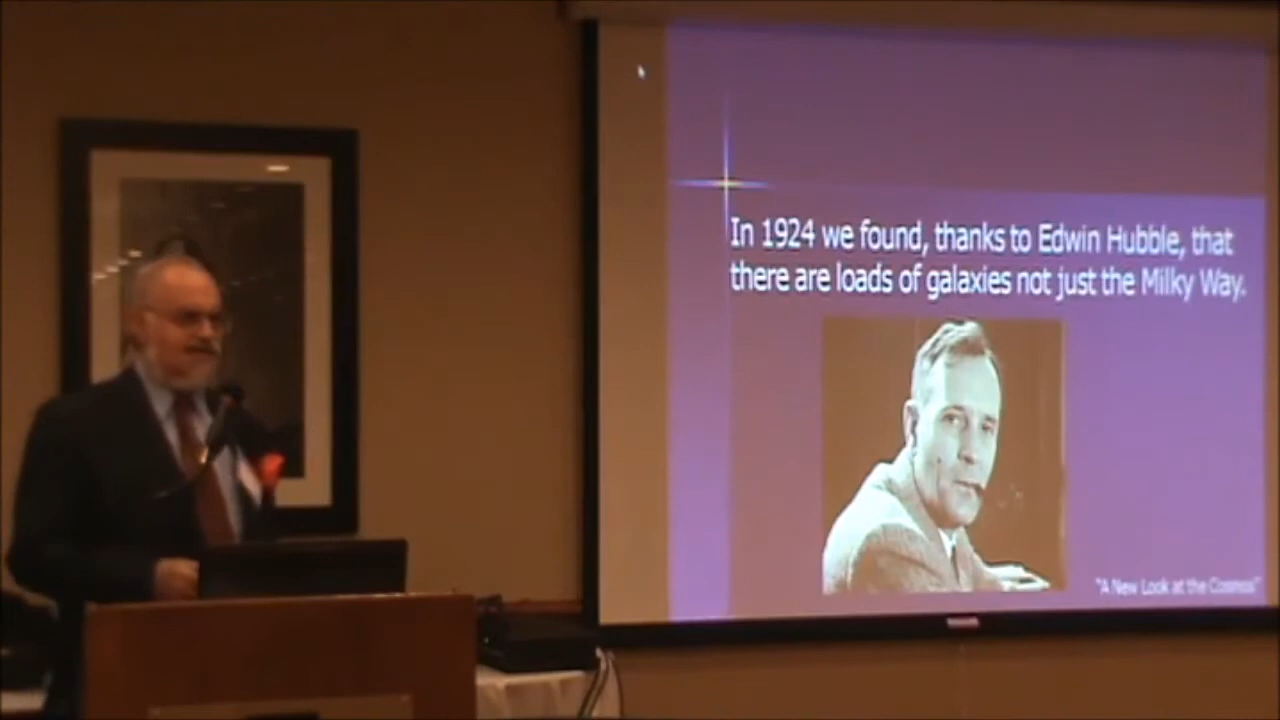 In 1924 we found, thanks to Edwin Hubble, that
there are loads of galaxies not just the Milky Way.
"A New Look at the Cosmos"